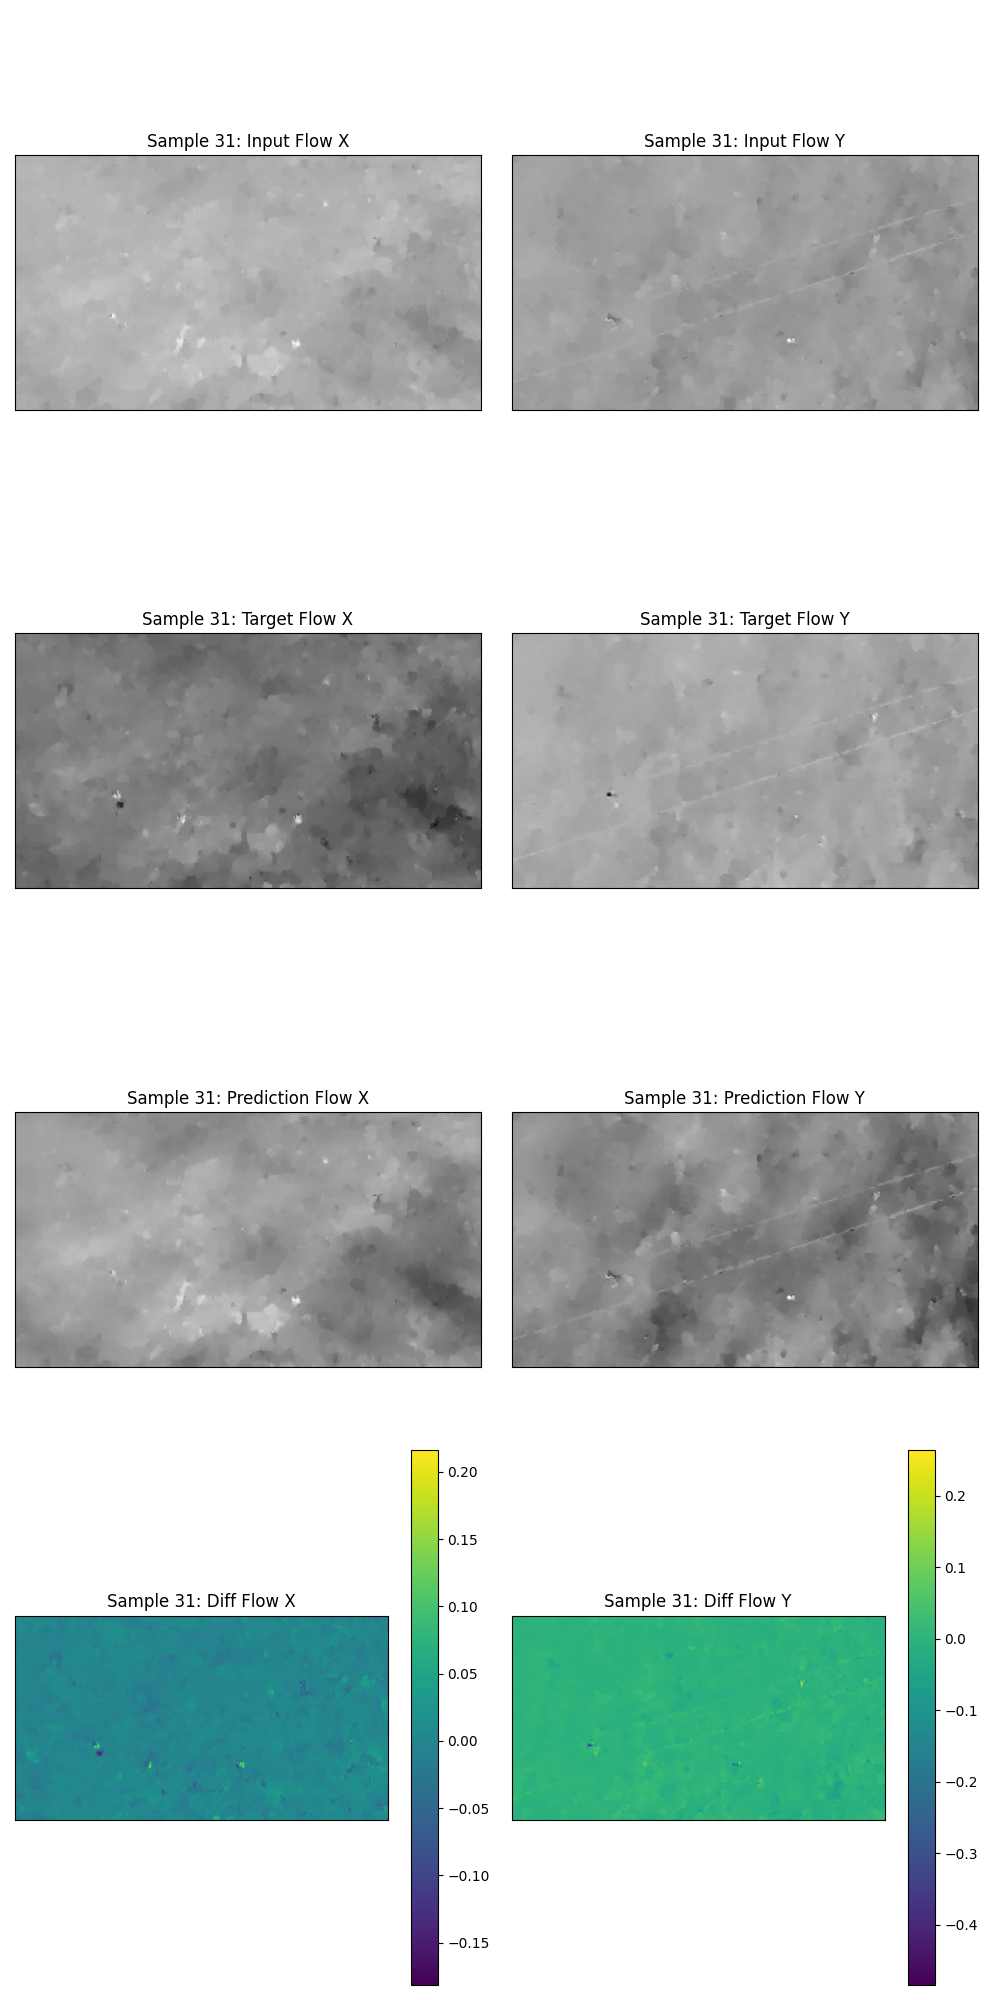 Sample 31: Input Flow X
Sample 31: Input Flow Y
Sample 31: Target Flow X
Sample 31: Target Flow Y
Sample 31: Prediction Flow X
Sample 31: Prediction Flow Y
Sample 31: Diff Flow X
0.20
0.15
0.10
0.05
0.00
−0.05
−0.10
−0.15
Sample 31: Diff Flow Y
0.2
0.1
0.0
−0.1
−0.2
−0.3
−0.4